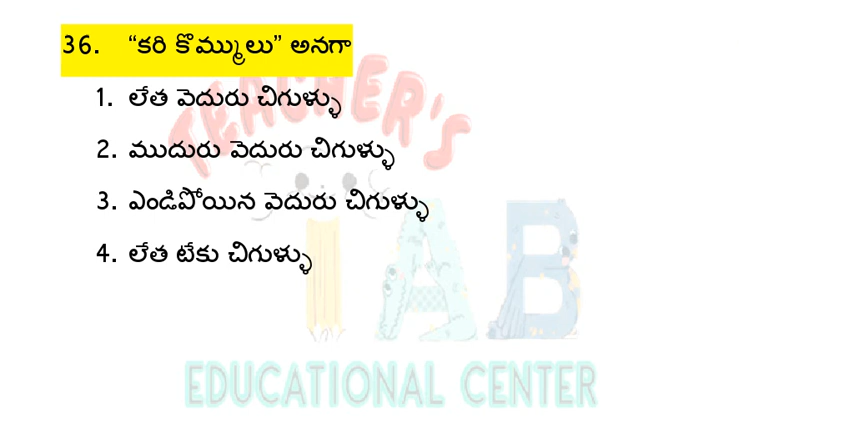 36. “కరి కొమ్ములు” అనగా
1. లేత వెదురు చిగుళ్ళు
2. ముదురు వెదురు చిగుళ్ళు
3. ఎండిపోయిన వెదురు చిగుళ్ళు
4. లేత టేకు చిగుళ్ళు
TEACHER'S
LAB
EDUCATIONAL CENTER